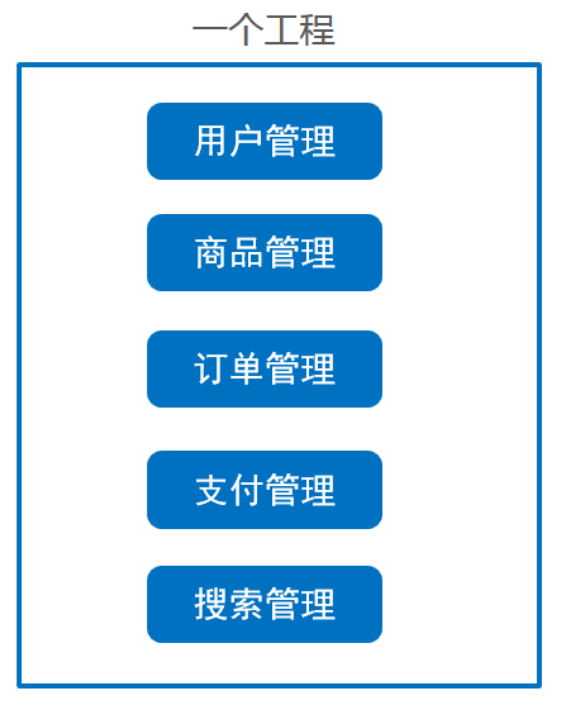 一个工程
用户管理
商品管理
订单管理
支付管理
搜索管理